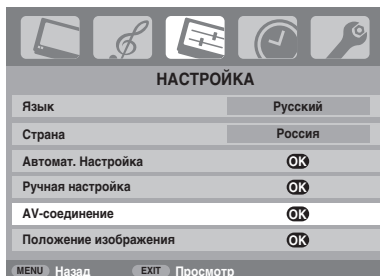 НАСТРОЙКА
Язык Русский
Страна Россия
Автомат. Настройка OK
Ручная настройка OK
AV-соединение OK
Положение изображения OK
MENU Назад EXIT Просмотр